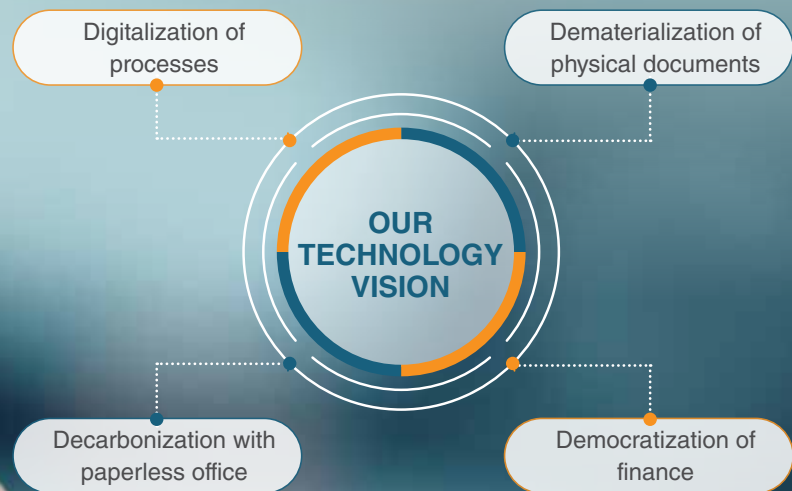 Digitalization of
processes
Dematerialization of
physical documents
OUR
TECHNOLOGY
VISION
Decarbonization with
paperless office
Democratization of
finance